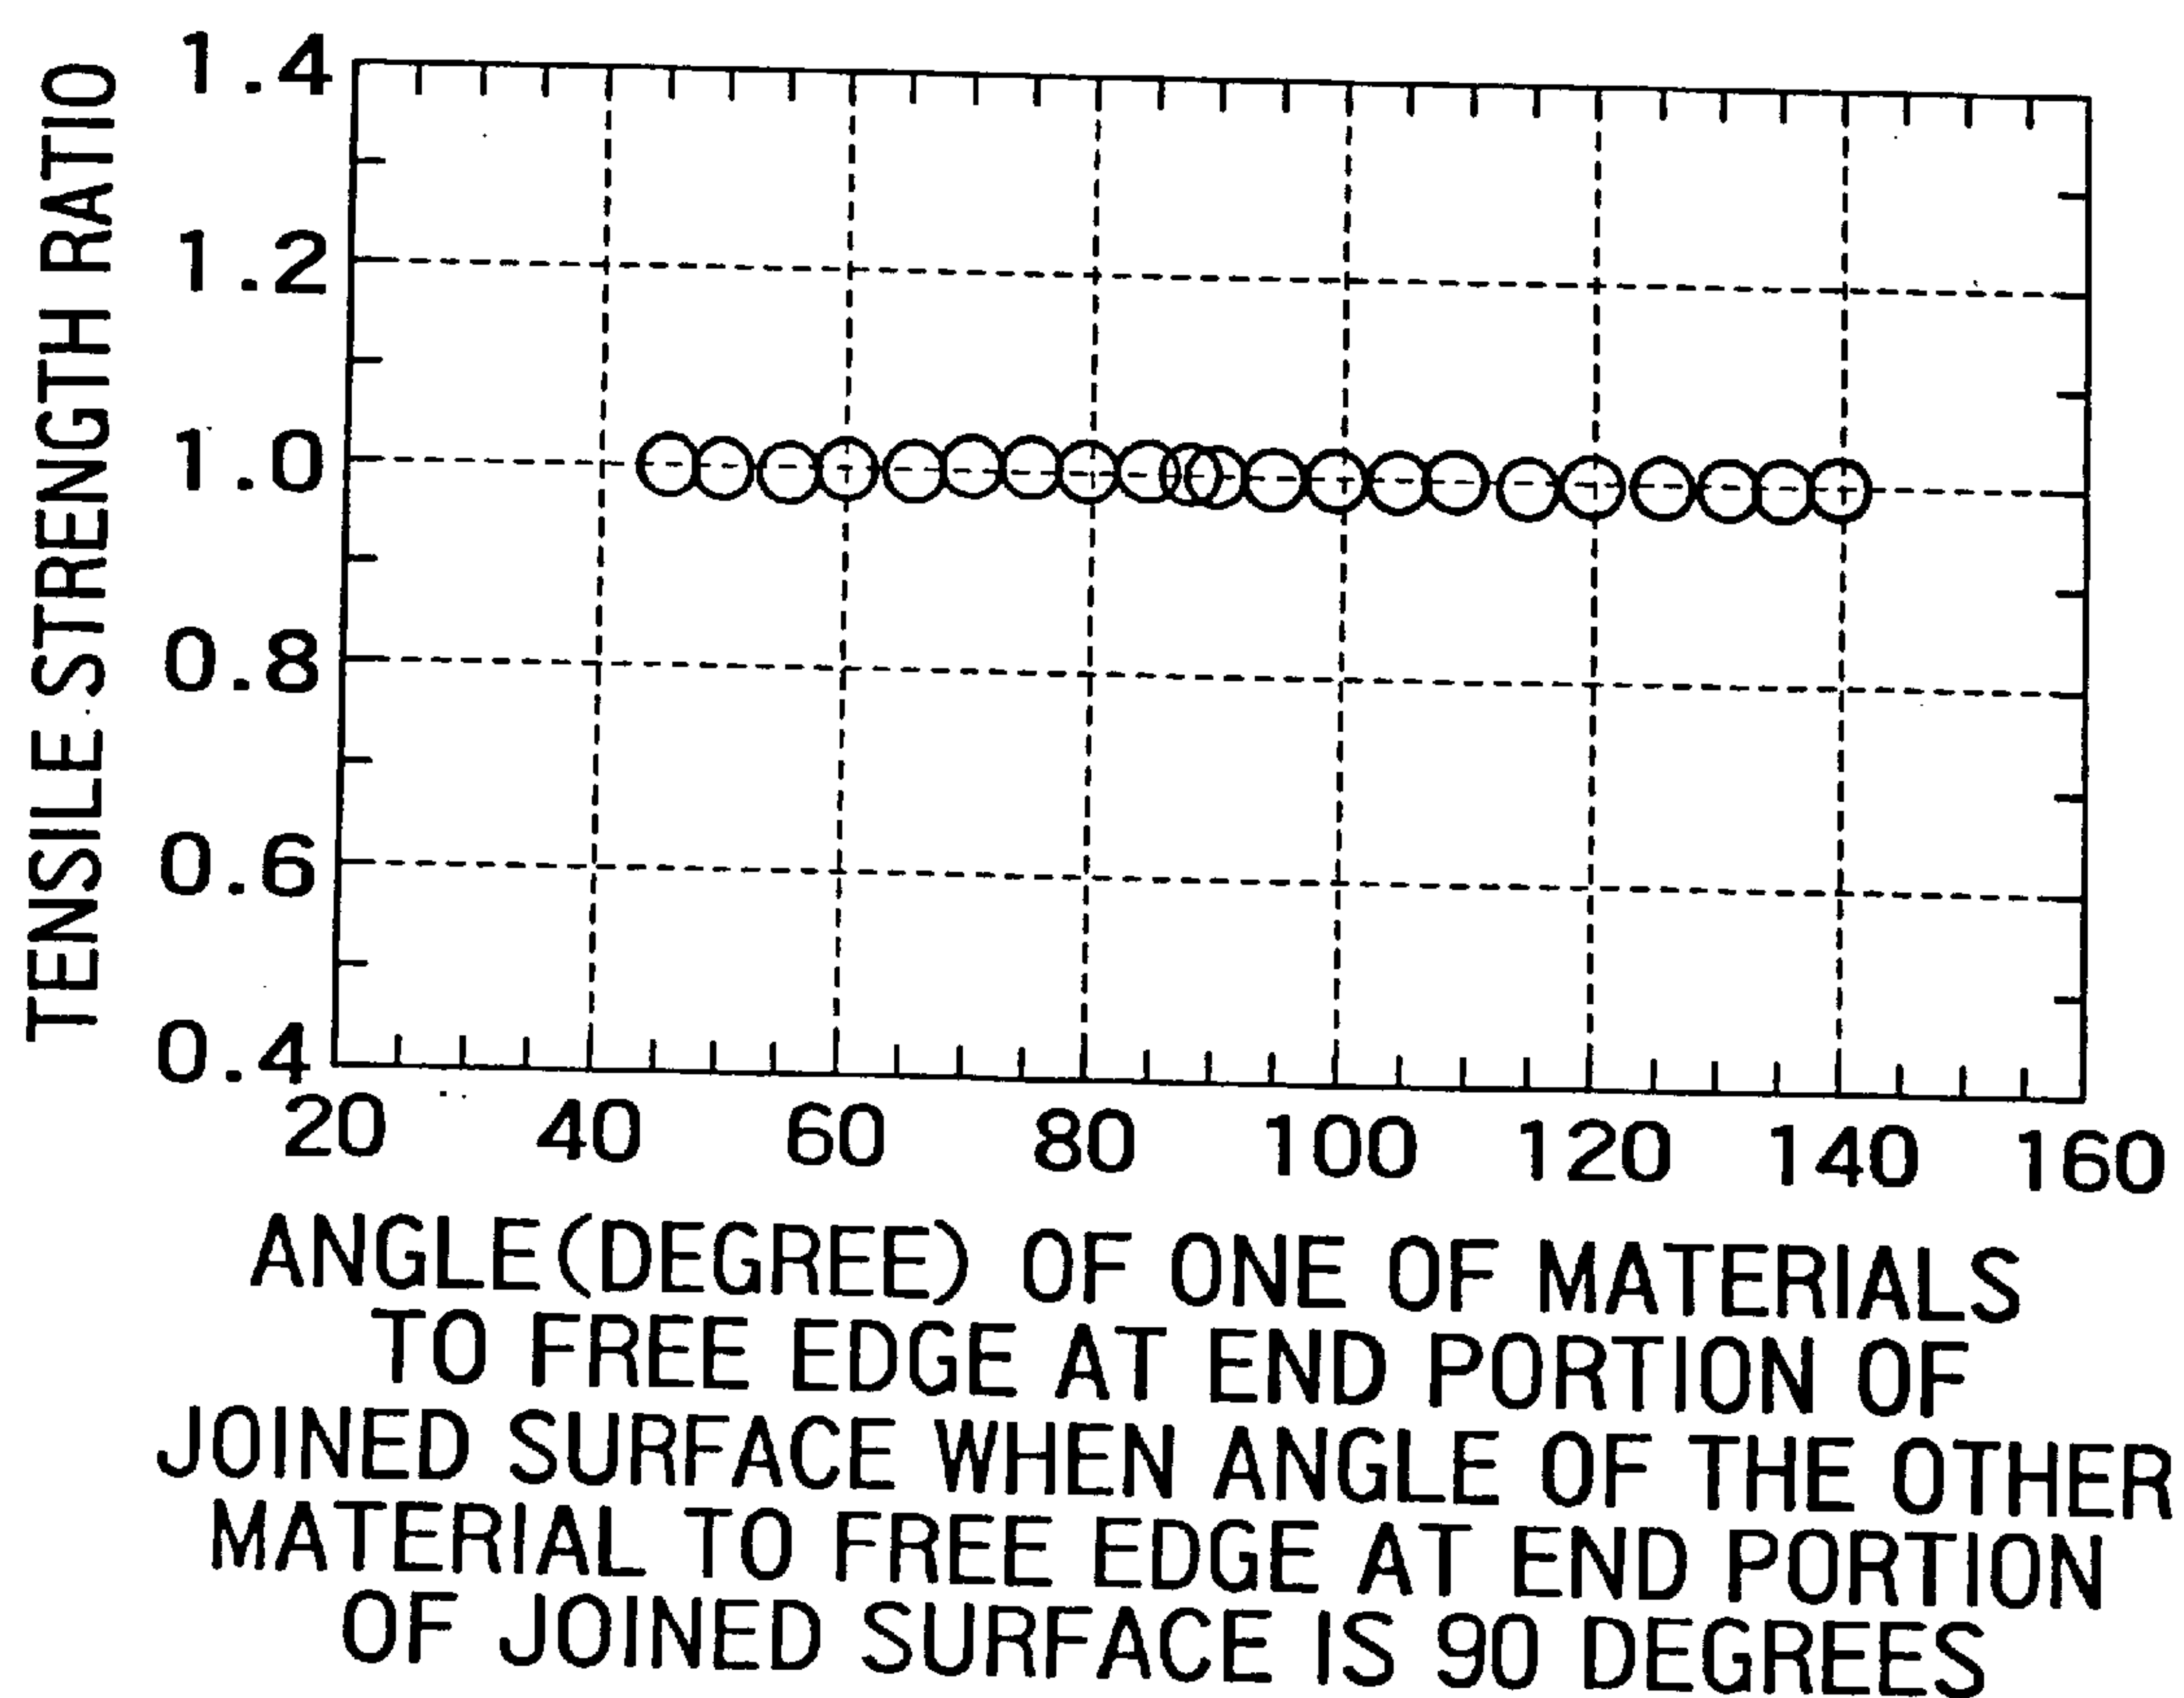 TENSILE STRENGTH RATIO
1.4
1.2
1.0
0.8
0.6
0.4
20 40 60 80 100 120 140 160
ANGLE(DEGREE) OF ONE OF MATERIALS
TO FREE EDGE AT END PORTION OF
JOINED SURFACE WHEN ANGLE OF THE OTHER
MATERIAL TO FREE EDGE AT END PORTION
OF JOINED SURFACE IS 90 DEGREES